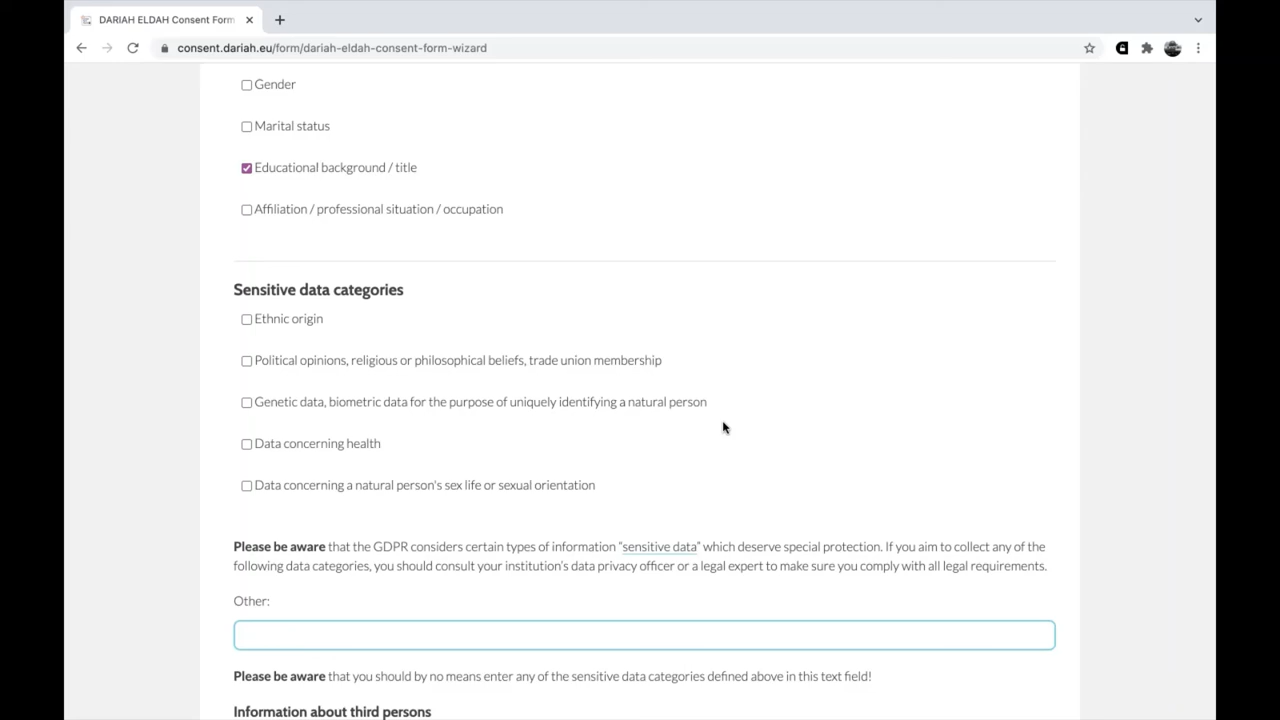 DARIAH ELDAH Consent Form
consent.dariah.eu/form/dariah-eldah-consent-form-wizard
Gender
Marital status
Educational background / title
Affiliation / professional situation / occupation
Sensitive data categories
Ethnic origin
Political opinions, religious or philosophical beliefs, trade union membership
Genetic data, biometric data for the purpose of uniquely identifying a natural person
Data concerning health
Data concerning a natural person's sex life or sexual orientation
Please be aware that the GDPR considers certain types of information “sensitive data” which deserve special protection. If you aim to collect any of the
following data categories, you should consult your institution’s data privacy officer or a legal expert to make sure you comply with all legal requirements.
Other:
Please be aware that you should by no means enter any of the sensitive data categories defined above in this text field!
Information about third persons